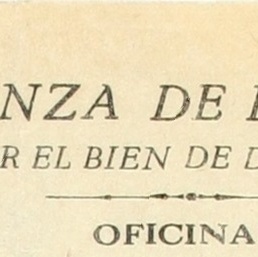 NZA DE
R EL BIEN DE D
OFICINA